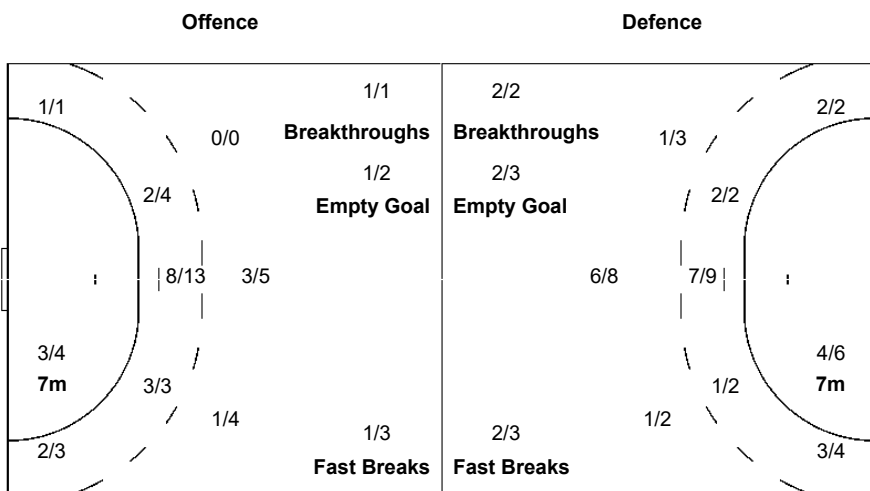 Offence Defence
1/1 2/2
1/1 2/2
0/0 Breakthroughs Breakthroughs 1/3
1/2 2/3
2/4 2/2
Empty Goal Empty Goal
8/13 3/5 6/8 7/9
3/4 4/6
7m 3/3 1/2 7m
1/4 1/2
1/3 2/3
2/3 3/4
Fast Breaks Fast Breaks